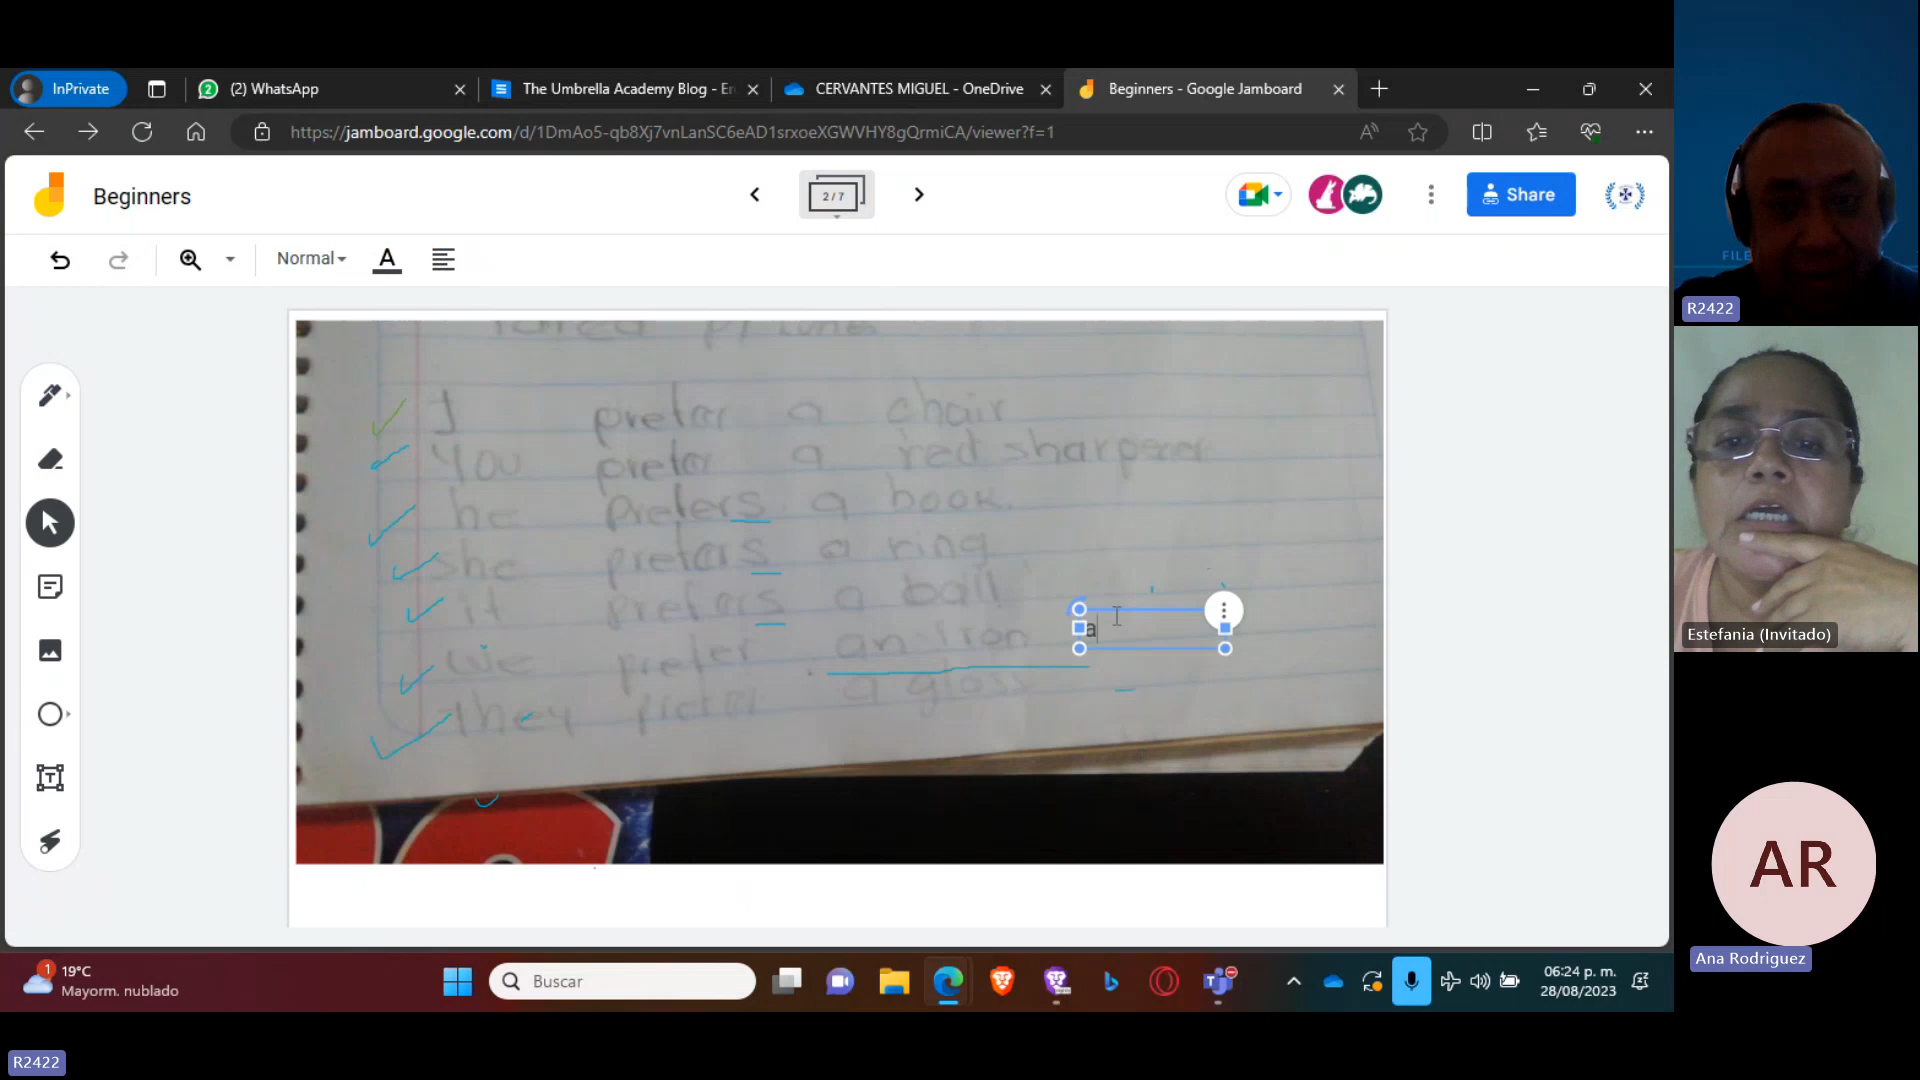 InPrivate
(2) WhatsApp
The Umbrella Academy Blog - En
CERVANTES MIGUEL - OneDrive
Beginners - Google Jamboard
https://jamboard.google.com/d/1DmAo5-qb8Xj7vnLanSC6eAD1srxoeXGWVHY8gQrmiCA/viewer?f=1
Beginners
2/7
Share
Normal
A
I prefer a chair
You prefer a red sharpener
he prefers a book.
she prefers a ring
it prefers a ball
we prefer an iron
a
they prefer a glass
FILE
R2422
Estefania (Invitado)
AR
Ana Rodriguez
1
19°C
Mayorm. nublado
Buscar
06:24 p. m.
28/08/2023
R2422